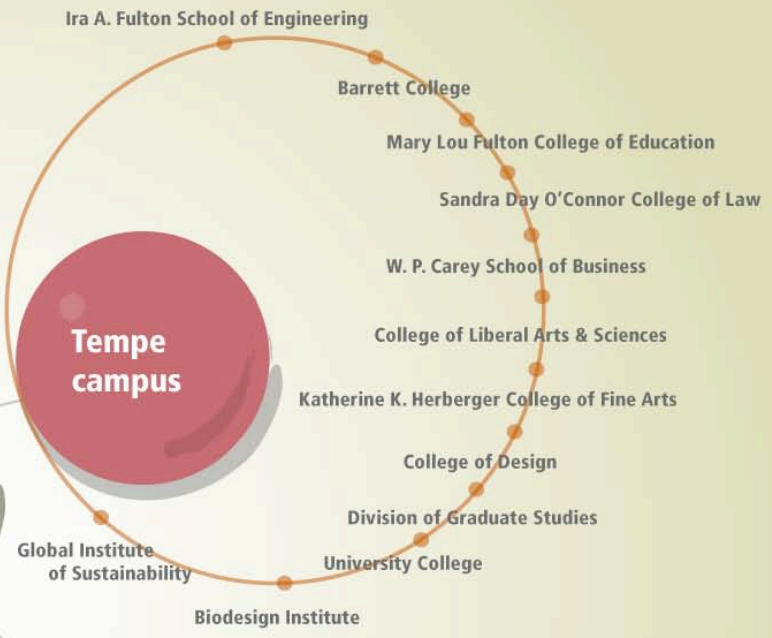 Ira A. Fulton School of Engineering
Barrett College
Mary Lou Fulton College of Education
Sandra Day O'Connor College of Law
W. P. Carey School of Business
College of Liberal Arts & Sciences
Tempe
campus
Katherine K. Herberger College of Fine Arts
College of Design
Division of Graduate Studies
University College
Global Institute
of Sustainability
Biodesign Institute